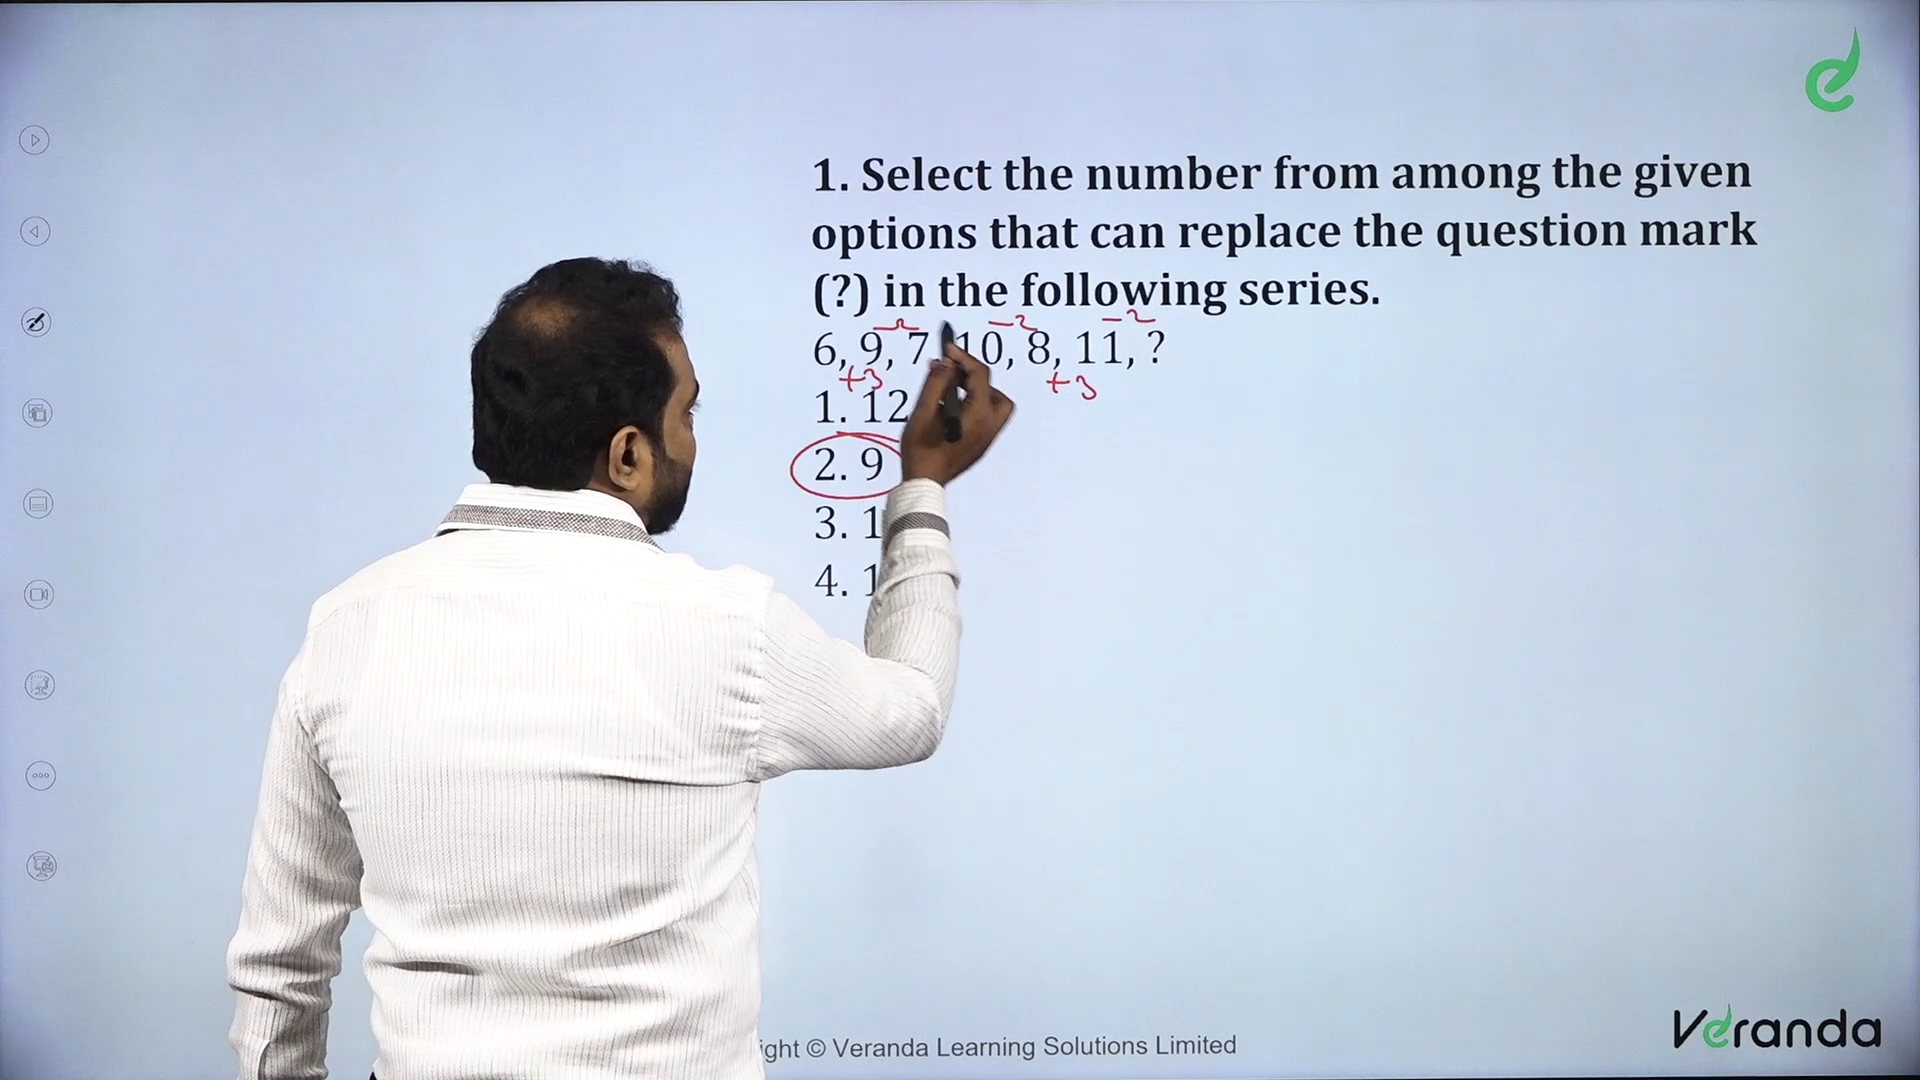 1. Select the number from among the given
options that can replace the question mark
(?) in the following series.
-2 -2 -2
6, 9, 7, 10, 8, 11, ?
+3 +3
1. 12
2. 9
3. 1
4. 1
© Veranda Learning Solutions Limited
Veranda